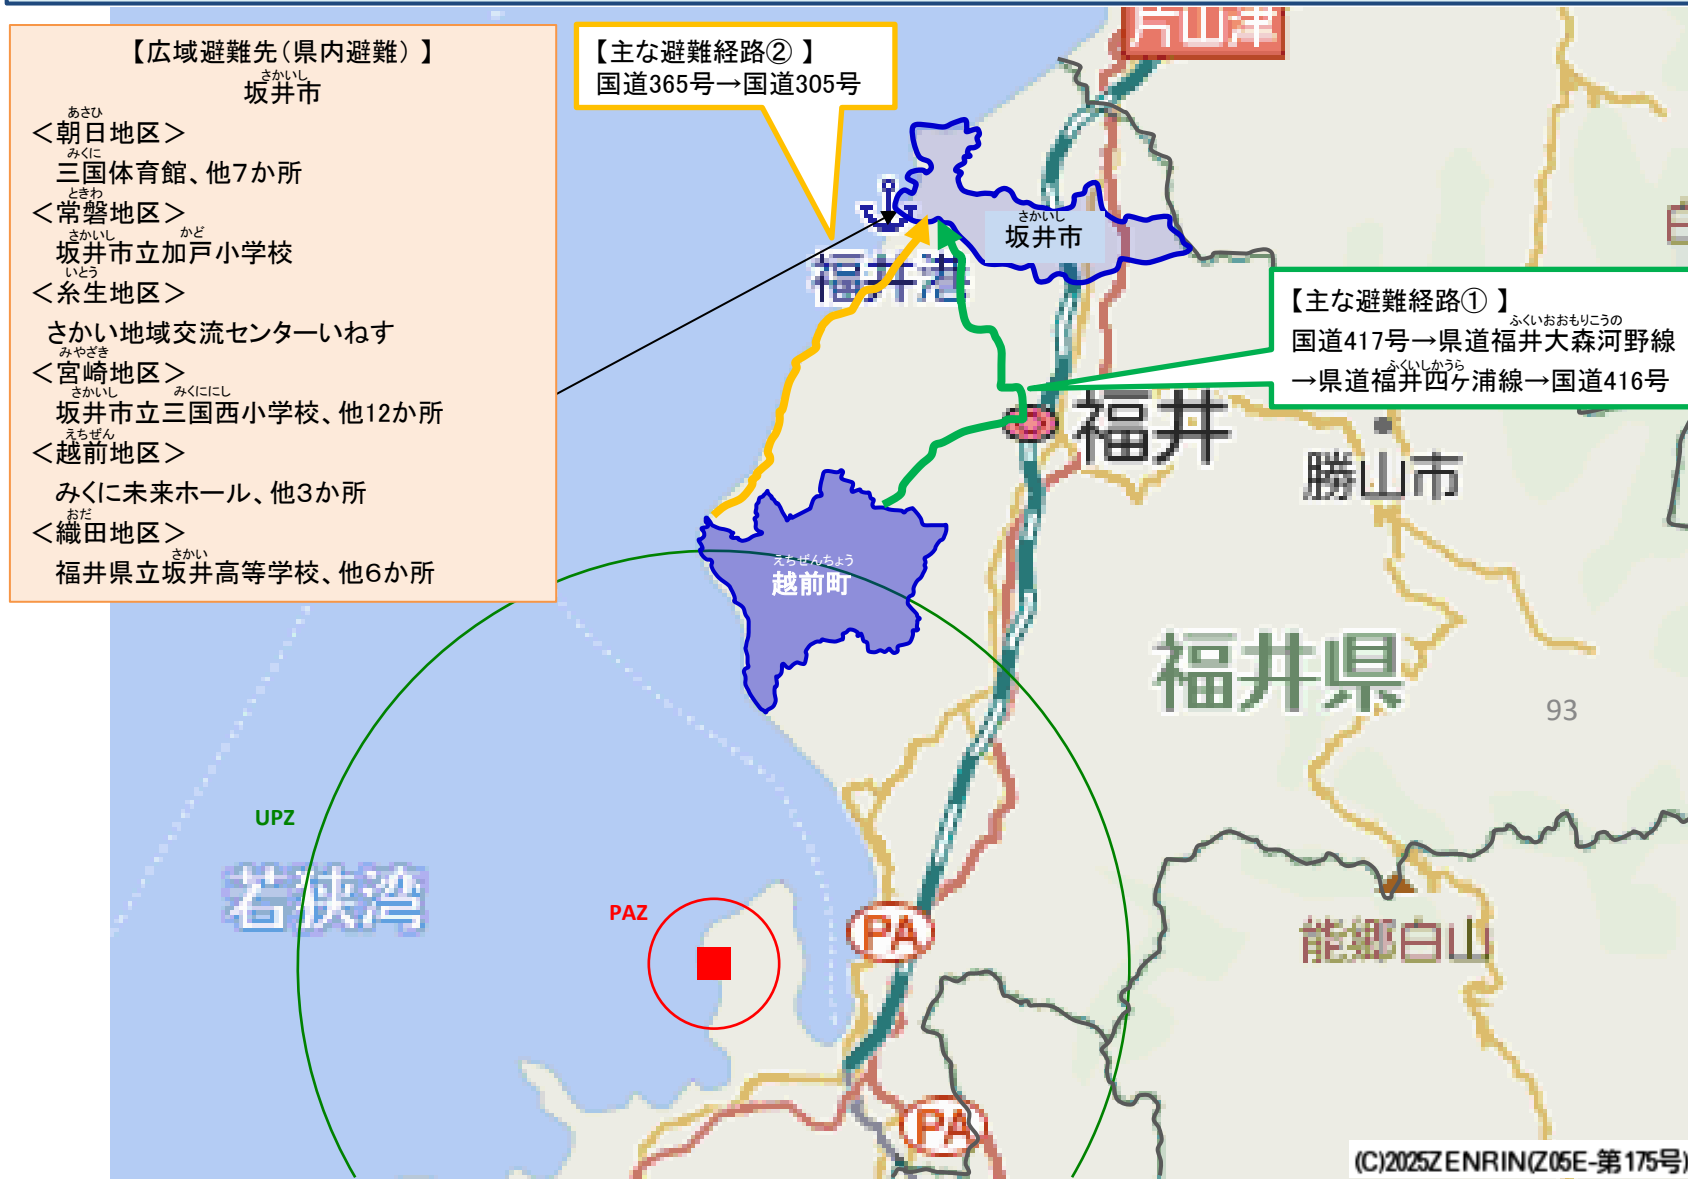 【広域避難先(県内避難)】
さかいし
坂井市
あさひ
＜朝日地区＞
みくに
三国体育館、他7か所
ときわ
＜常磐地区＞
さかいし かど
坂井市立加戸小学校
いとう
＜糸生地区＞
さかい地域交流センターいねす
みやざき
＜宮崎地区＞
さかいし みくににし
坂井市立三国西小学校、他12か所
えちぜん
＜越前地区＞
みくに未来ホール、他3か所
おだ
＜織田地区＞
さかい
福井県立坂井高等学校、他6か所
【主な避難経路②】
国道365号→国道305号
片山津
さかいし
坂井市
福井港
【主な避難経路①】
ふくいおおもりこうの
国道417号→県道福井大森河野線
ふくいしかうら
→県道福井四ヶ浦線→国道416号
福井
勝山市
えちぜんちょう
越前町
福井県
93
UPZ
若狭湾
PAZ
PA
能郷白山
PA
(C)2025ZENRIN(Z05E-第175号)